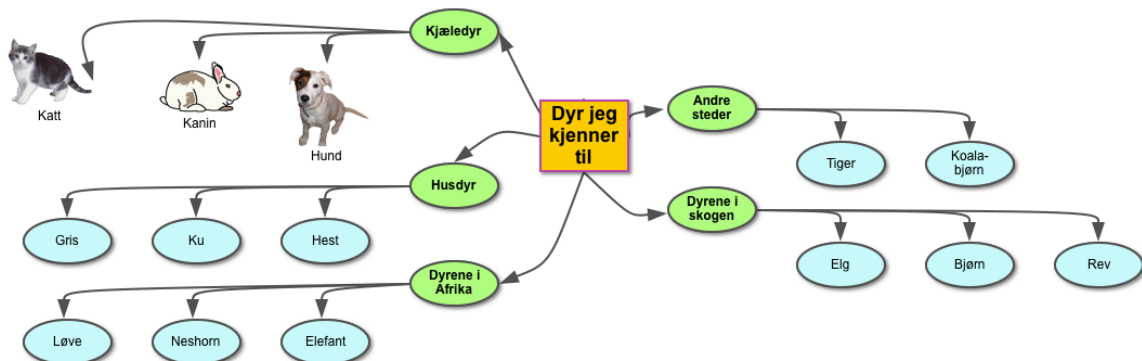 Kjæledyr
Katt
Kanin
Hund
Dyr jeg
kjenner
til
Andre
steder
Tiger
Koala-
bjørn
Husdyr
Gris
Ku
Hest
Dyrene i
skogen
Elg
Bjørn
Rev
Dyrene i
Afrika
Løve
Neshorn
Elefant